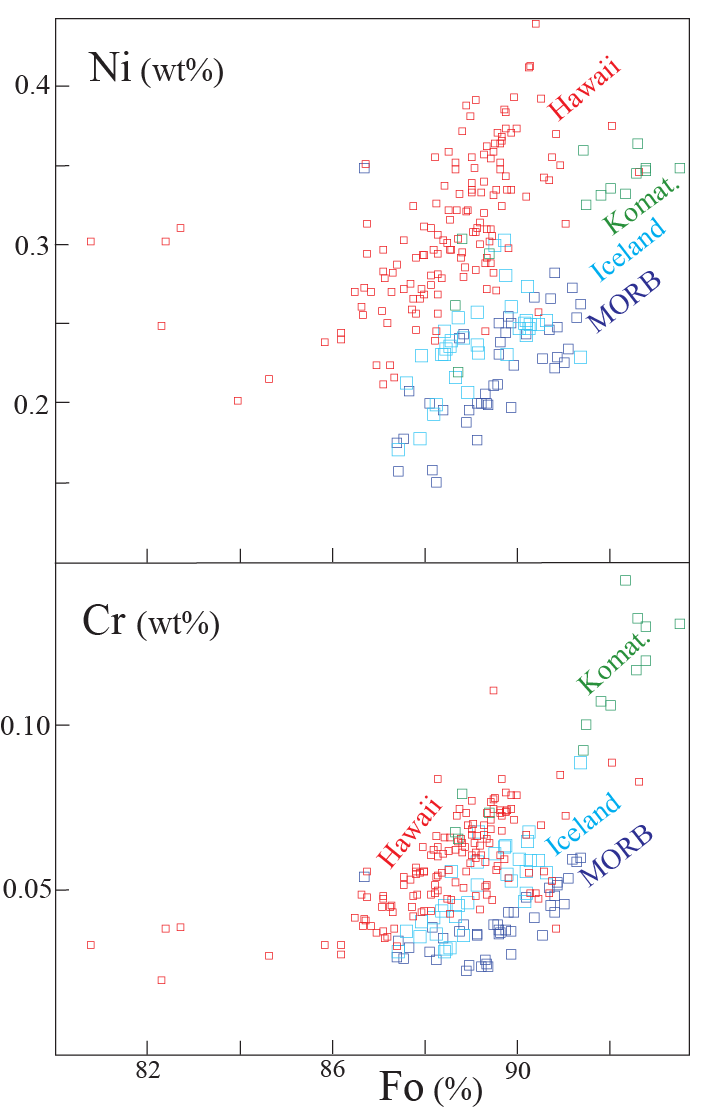 Ni (wt%)
0.4
Hawaii
Komat.
0.3
Iceland
MORB
0.2
Cr (wt%)
Komat.
0.10
Hawaii
Iceland
MORB
0.05
82
86
90
Fo (%)